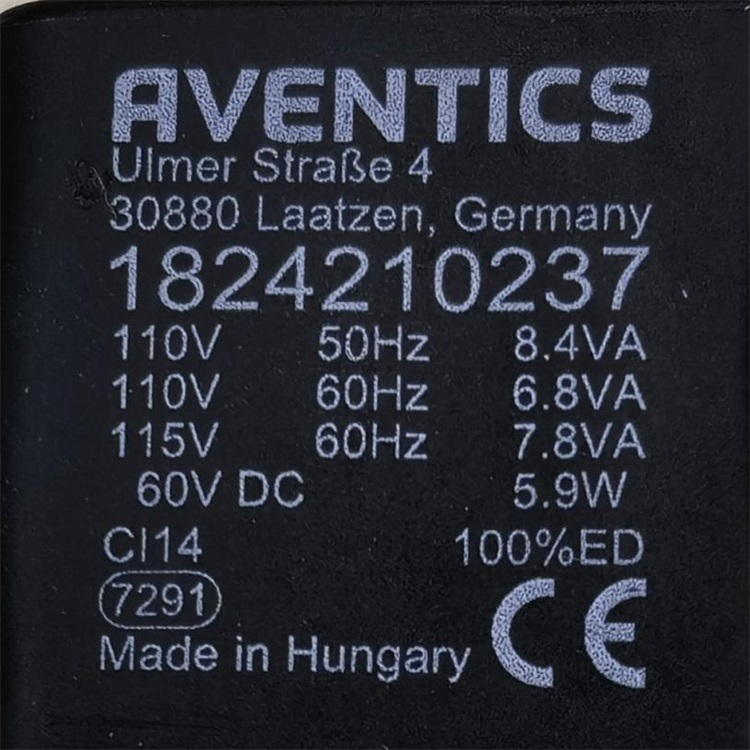 AVENTICS
Ulmer Straße 4
30880 Laatzen, Germany
1824210237
110V 50Hz 8.4VA
110V 60Hz 6.8VA
115V 60Hz 7.8VA
60V DC 5.9W
CI14 100%ED
7291
Made in Hungary CE